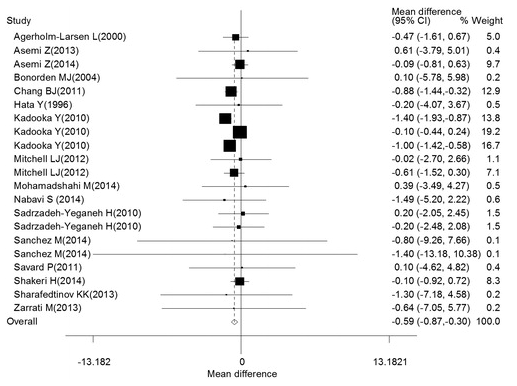 Mean difference
Study (95% CI) % Weight
Agerholm-Larsen L(2000) -0.47 (-1.61, 0.67) 5.0
Asemi Z(2013) 0.61 (-3.79, 5.01) 0.4
Asemi Z(2014) -0.09 (-0.81, 0.63) 9.7
Bonorden MJ(2004) 0.10 (-5.78, 5.98) 0.2
Chang BJ(2011) -0.88 (-1.44,-0.32) 12.9
Hata Y(1996) -0.20 (-4.07, 3.67) 0.5
Kadooka Y(2010) -1.40 (-1.93,-0.87) 13.8
Kadooka Y(2010) -0.10 (-0.44, 0.24) 19.2
Kadooka Y(2010) -1.00 (-1.42,-0.58) 16.7
Mitchell LJ(2012) -0.02 (-2.70, 2.66) 1.1
Mitchell LJ(2012) -0.61 (-1.52, 0.30) 7.1
Mohamadshahi M(2014) 0.39 (-3.49, 4.27) 0.5
Nabavi S (2014) -1.49 (-5.20, 2.22) 0.6
Sadrzadeh-Yeganeh H(2010) 0.20 (-2.05, 2.45) 1.5
Sadrzadeh-Yeganeh H(2010) -0.20 (-2.48, 2.08) 1.5
Sanchez M(2014) -0.80 (-9.26, 7.66) 0.1
Sanchez M(2014) -1.40 (-13.18, 10.38) 0.1
Savard P(2011) 0.10 (-4.62, 4.82) 0.4
Shakeri H(2014) -0.10 (-0.92, 0.72) 8.3
Sharafedtinov KK(2013) -1.30 (-7.18, 4.58) 0.2
Zarrati M(2013) -0.64 (-7.05, 5.77) 0.2
Overall -0.59 (-0.87,-0.30) 100.0
-13.182 0 13.1821
Mean difference